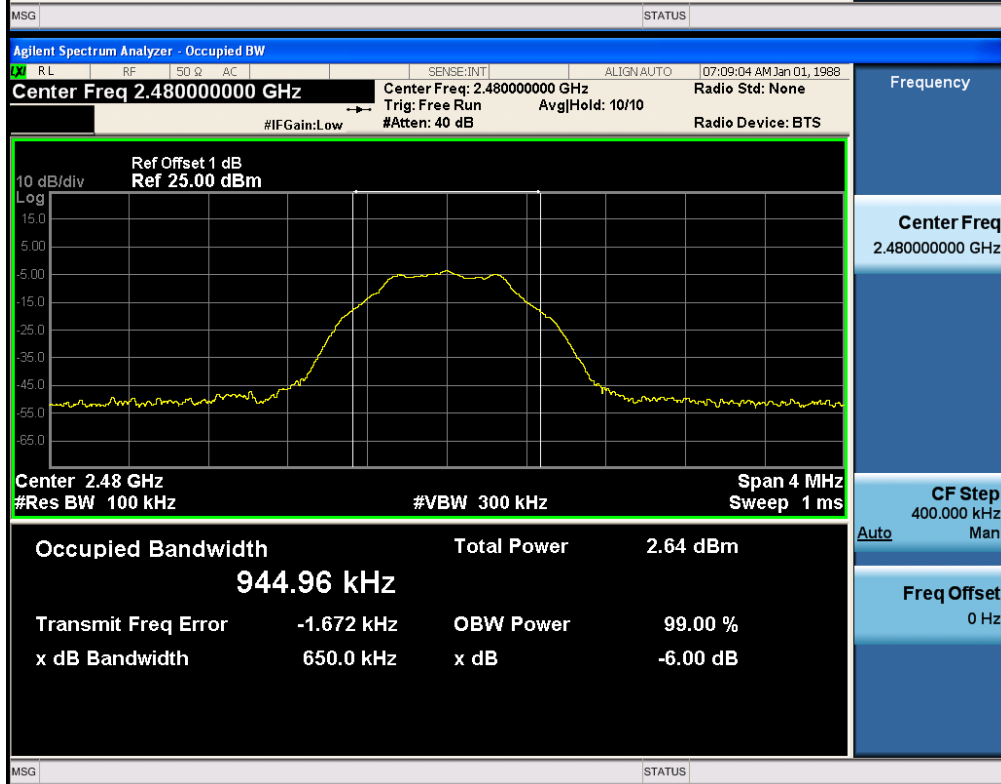 MSG STATUS
Agilent Spectrum Analyzer - Occupied BW
LXI RL RF 50 Ω AC SENSE:INT ALIGNAUTO 07:09:04 AM Jan 01, 1988
Center Freq 2.480000000 GHz Center Freq: 2.480000000 GHz Radio Std: None
Trig: Free Run Avg|Hold: 10/10
#IFGain:Low #Atten: 40 dB Radio Device: BTS
Frequency
Ref Offset 1 dB
10 dB/div Ref 25.00 dBm
Log
15.0
5.00
-5.00
-15.0
-25.0
-35.0
-45.0
-55.0
-65.0
Center 2.48 GHz Span 4 MHz
#Res BW 100 kHz #VBW 300 kHz Sweep 1 ms
Center Freq
2.480000000 GHz
CF Step
400.000 kHz
Auto Man
Freq Offset
0 Hz
Occupied Bandwidth Total Power 2.64 dBm
944.96 kHz
Transmit Freq Error -1.672 kHz OBW Power 99.00 %
x dB Bandwidth 650.0 kHz x dB -6.00 dB
MSG STATUS